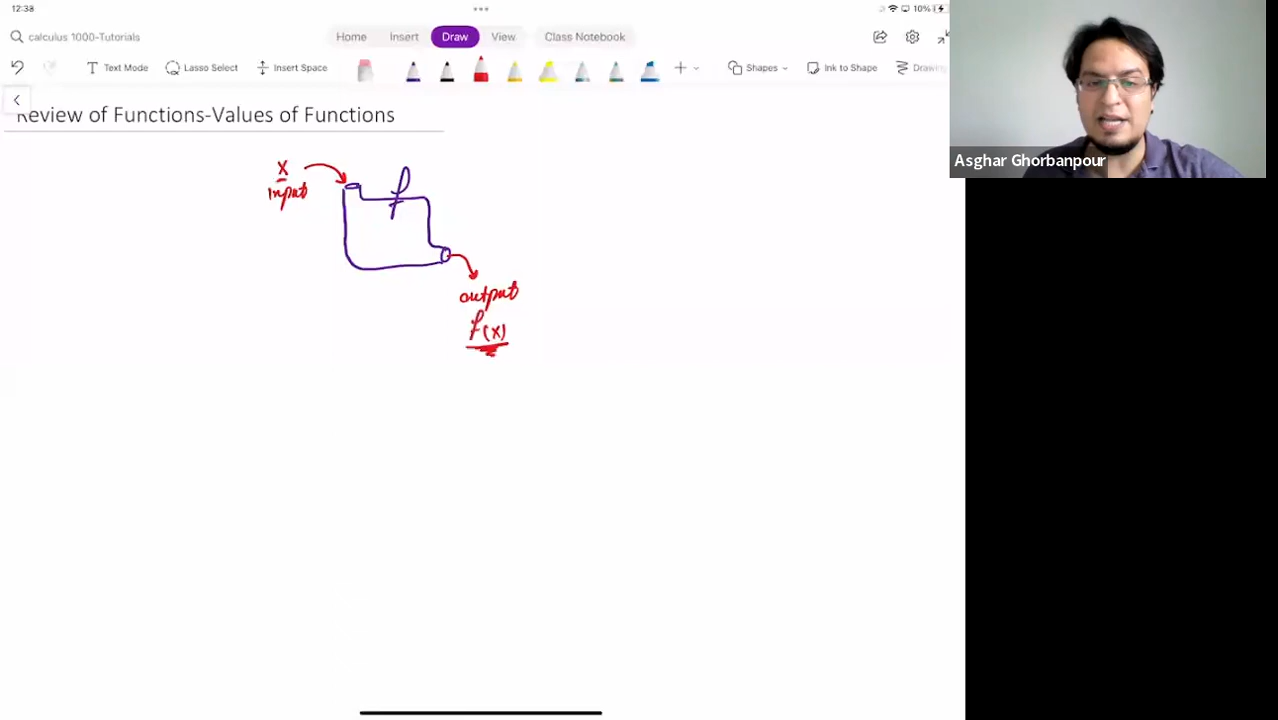 12:38
10%
calculus 1000-Tutorials
Home Insert Draw View Class Notebook
Text Mode Lasso Select Insert Space Shapes Ink to Shape Drawing
Review of Functions-Values of Functions
x
input
f
output
f(x)
Asghar Ghorbanpour